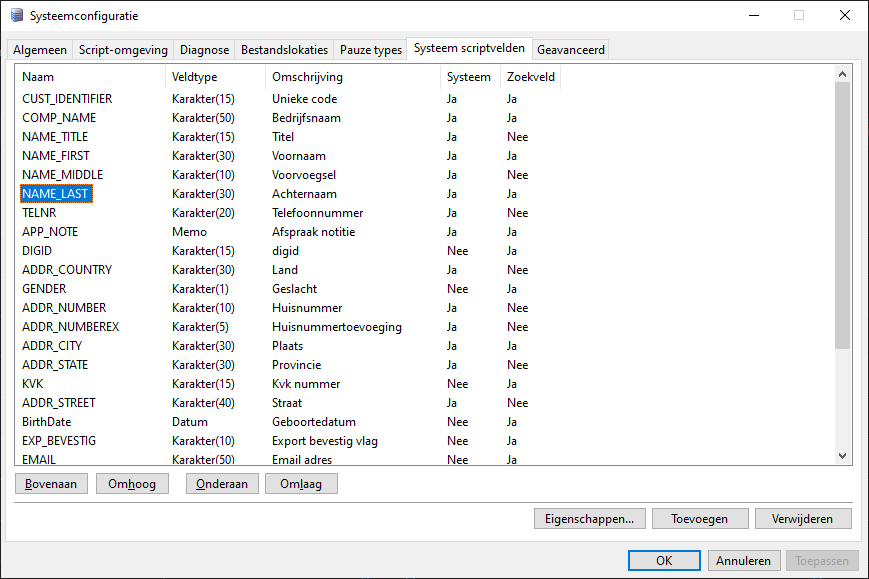 Systeemconfiguratie
Algemeen Script-omgeving Diagnose Bestandslokaties Pauze types Systeem scriptvelden Geavanceerd
Naam Veldtype Omschrijving Systeem Zoekveld
CUST_IDENTIFIER Karakter(15) Unieke code Ja Ja
COMP_NAME Karakter(50) Bedrijfsnaam Ja Ja
NAME_TITLE Karakter(15) Titel Ja Nee
NAME_FIRST Karakter(30) Voornaam Ja Ja
NAME_MIDDLE Karakter(10) Voorvoegsel Ja Nee
NAME_LAST Karakter(30) Achternaam Ja Ja
TELNR Karakter(20) Telefoonnummer Ja Nee
APP_NOTE Memo Afspraak notitie Ja Ja
DIGID Karakter(15) digid Nee Ja
ADDR_COUNTRY Karakter(30) Land Ja Nee
GENDER Karakter(1) Geslacht Nee Ja
ADDR_NUMBER Karakter(10) Huisnummer Ja Nee
ADDR_NUMBEREX Karakter(5) Huisnummertoevoeging Ja Nee
ADDR_CITY Karakter(30) Plaats Ja Ja
ADDR_STATE Karakter(30) Provincie Ja Nee
KVK Karakter(15) Kvk nummer Nee Ja
ADDR_STREET Karakter(40) Straat Ja Nee
BirthDate Datum Geboortedatum Nee Ja
EXP_BEVESTIG Karakter(10) Export bevestig vlag Nee Ja
EMAIL Karakter(50) Email adres Nee Ja
Bovenaan Omhoog Onderaan Omlaag
Eigenschappen... Toevoegen Verwijderen
OK Annuleren Toepassen